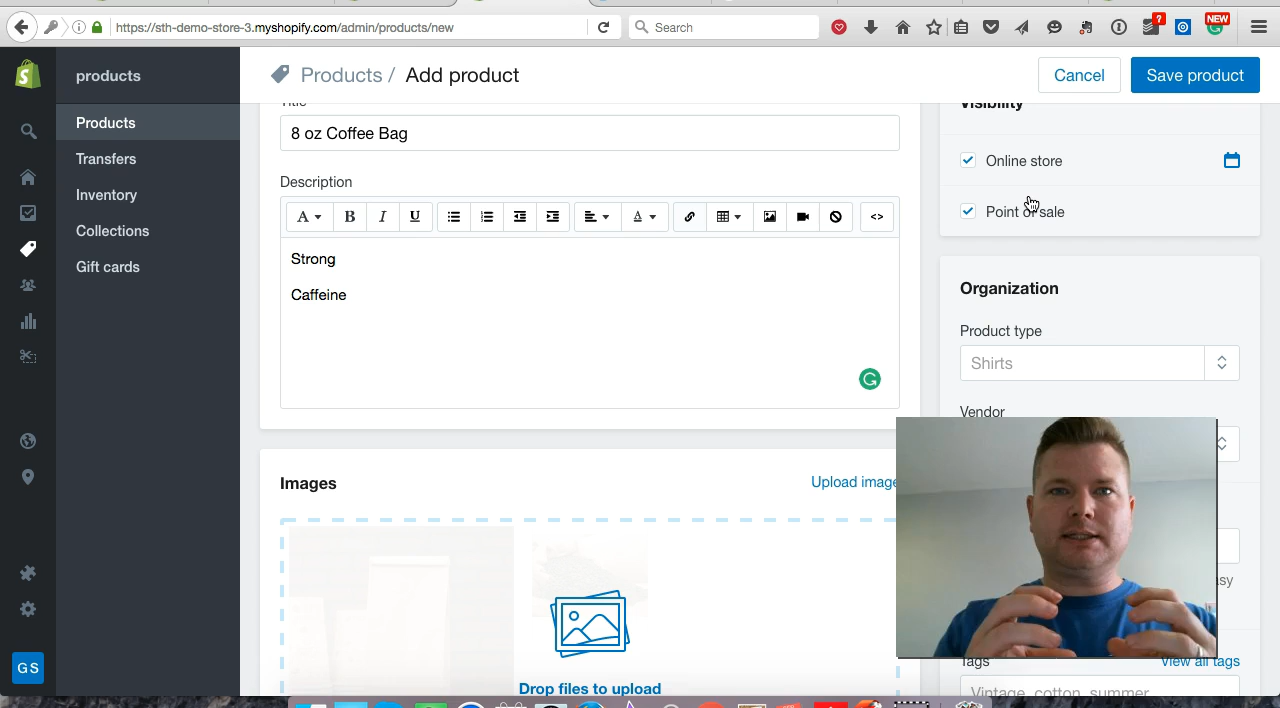 https://sth-demo-store-3.myshopify.com/admin/products/new
Search
?
NEW
products
Products
Transfers
Inventory
Collections
Gift cards
GS
Products / Add product
Cancel
Save product
Title
8 oz Coffee Bag
Description
A
B
I
U
A
<>
Strong
Caffeine
Images
Upload image
Drop files to upload
Visibility
Online store
Point of sale
Organization
Product type
Shirts
Vendor
Tags
View all tags
Vintage, cotton, summer